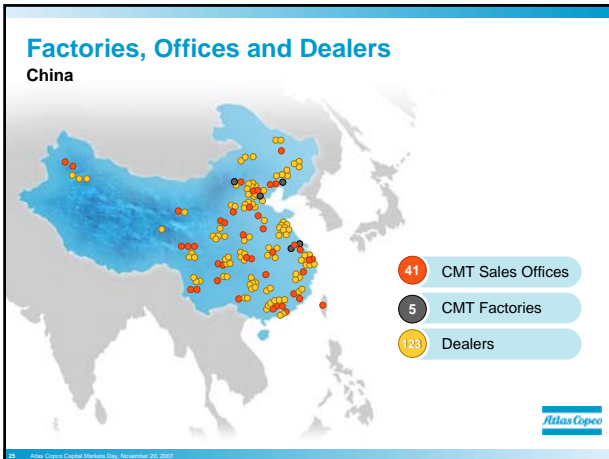 Factories, Offices and Dealers
China
41 CMT Sales Offices
5 CMT Factories
123 Dealers
Atlas Copco
25 Atlas Copco Capital Markets Day, November 20, 2007